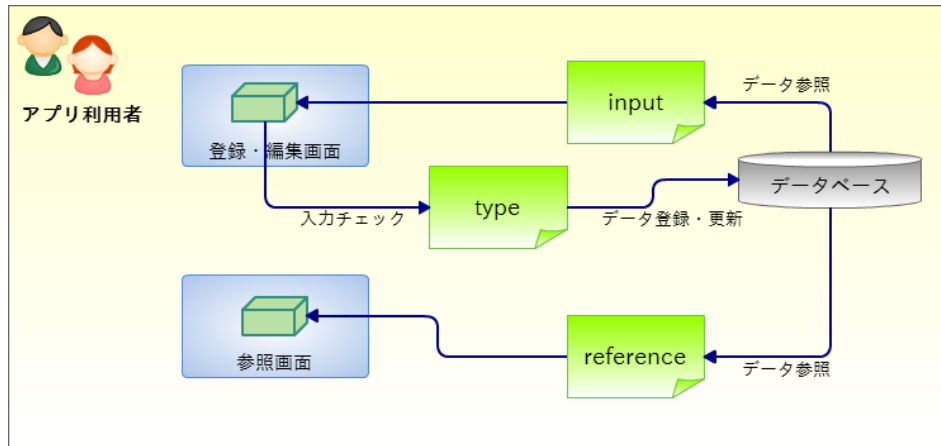 アプリ利用者
input
データ参照
登録・編集画面
データベース
type
入力チェック
データ登録・更新
参照画面
reference
データ参照